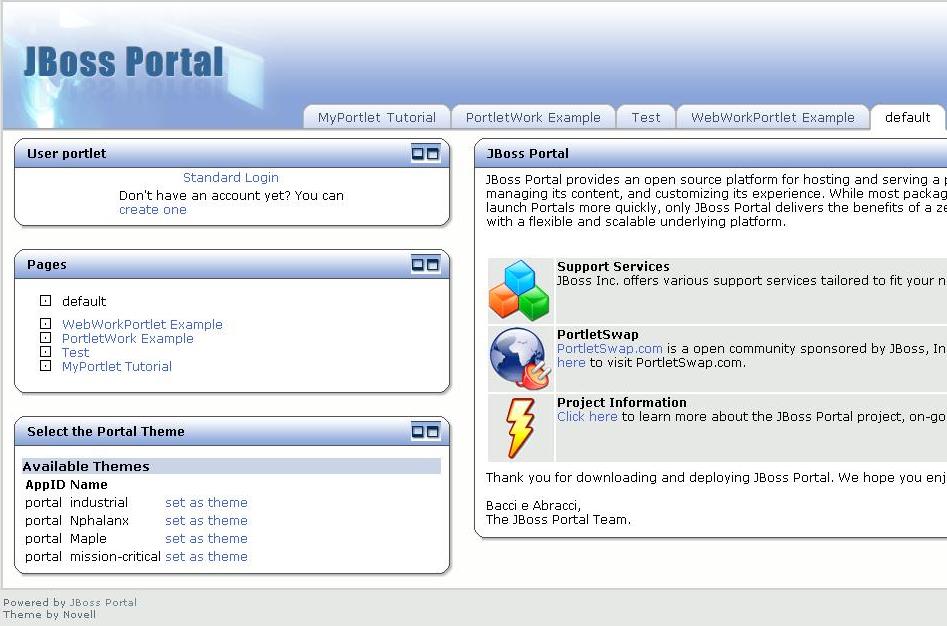 JBoss Portal
MyPortlet Tutorial
PortletWork Example
Test
WebWorkPortlet Example
default
User portlet
Standard Login
Don't have an account yet? You can
create one
Pages
default
WebWorkPortlet Example
PortletWork Example
Test
MyPortlet Tutorial
Select the Portal Theme
Available Themes
AppID Name
portal industrial set as theme
portal Nphalanx set as theme
portal Maple set as theme
portal mission-critical set as theme
JBoss Portal
JBoss Portal provides an open source platform for hosting and serving a
managing its content, and customizing its experience. While most packag
launch Portals more quickly, only JBoss Portal delivers the benefits of a ze
with a flexible and scalable underlying platform.
Support Services
JBoss Inc. offers various support services tailored to fit your n
PortletSwap
PortletSwap.com is a open community sponsored by JBoss, In
here to visit PortletSwap.com.
Project Information
Click here to learn more about the JBoss Portal project, on-go
Thank you for downloading and deploying JBoss Portal. We hope you enj
Bacci e Abracci,
The JBoss Portal Team.
Powered by JBoss Portal
Theme by Novell